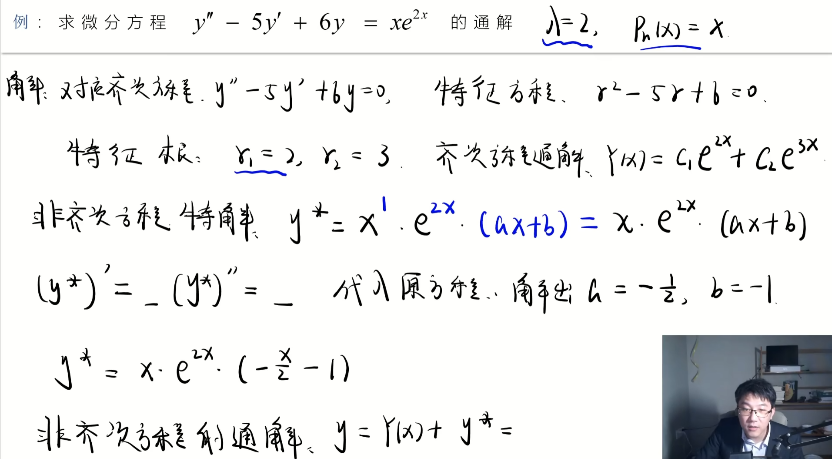 例: 求微分方程 y″ − 5y′ + 6y = xe^{2x} 的通解 λ=2, Pₙ(x) = x.
解: 对应齐次方程. y″ − 5y′ + 6y = 0, 特征方程、 r² − 5r + 6 = 0.
特征根: r₁ = 2, r₂ = 3. 齐次方程通解、 Y(x) = C₁e^{2x} + C₂e^{3x}
非齐次方程特解、 y* = x¹ · e^{2x} · (ax+b) = x · e^{2x} · (ax+b)
(y*)′ = _ (y*)″ = _ 代入原方程.. 解出 a = −1/2, b = −1.
y* = x · e^{2x} · (−x/2 − 1)
非齐次方程的通解、 y = Y(x) + y* =